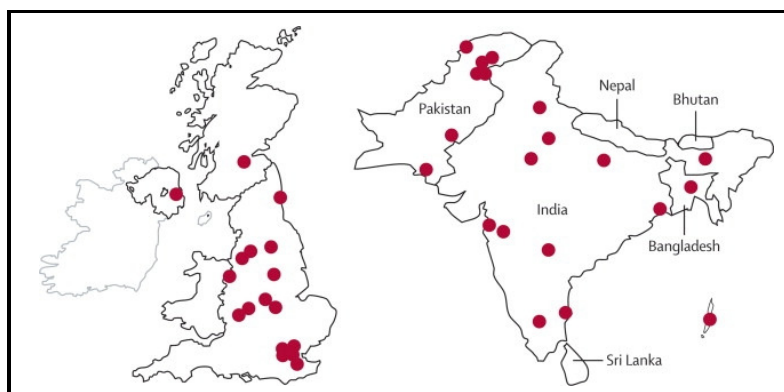 Nepal
Bhutan
Pakistan
India
Bangladesh
Sri Lanka